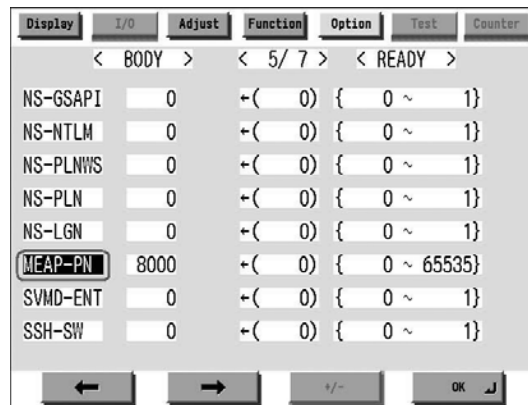 Display I/O Adjust Function Option Test Counter
< BODY > < 5/ 7 > < READY >
NS-GSAPI 0 ←( 0) { 0 ~ 1}
NS-NTLM 0 ←( 0) { 0 ~ 1}
NS-PLNWS 0 ←( 0) { 0 ~ 1}
NS-PLN 0 ←( 0) { 0 ~ 1}
NS-LGN 0 ←( 0) { 0 ~ 1}
MEAP-PN 8000 ←( 0) { 0 ~ 65535}
SVMD-ENT 0 ←( 0) { 0 ~ 1}
SSH-SW 0 ←( 0) { 0 ~ 1}
← → +/- OK ↵